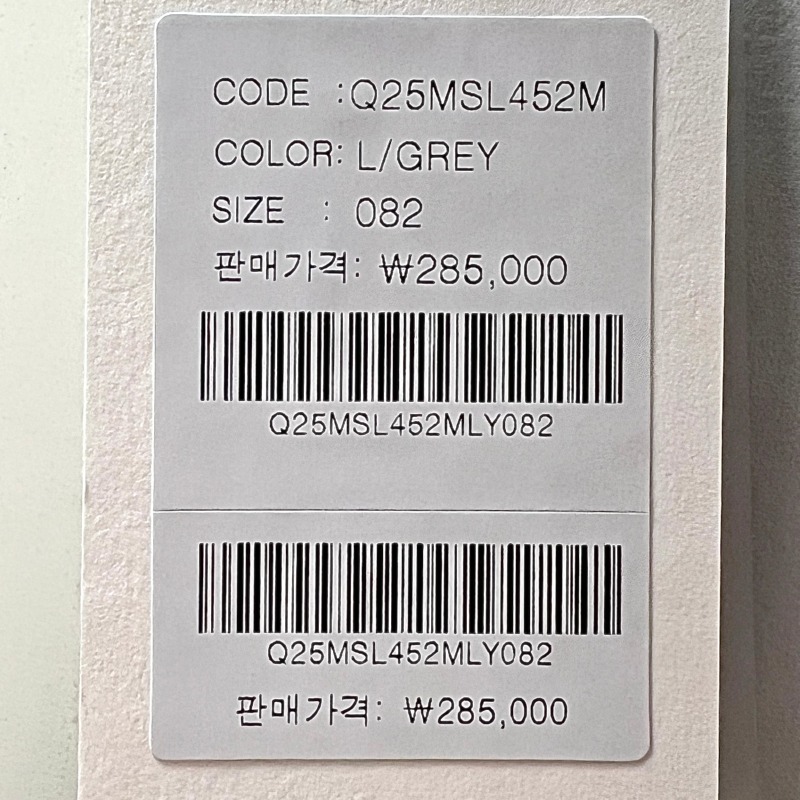 CODE :Q25MSL452M
COLOR: L/GREY
SIZE : 082
판매가격: ₩285,000
Q25MSL452MLY082
Q25MSL452MLY082
판매가격: ₩285,000